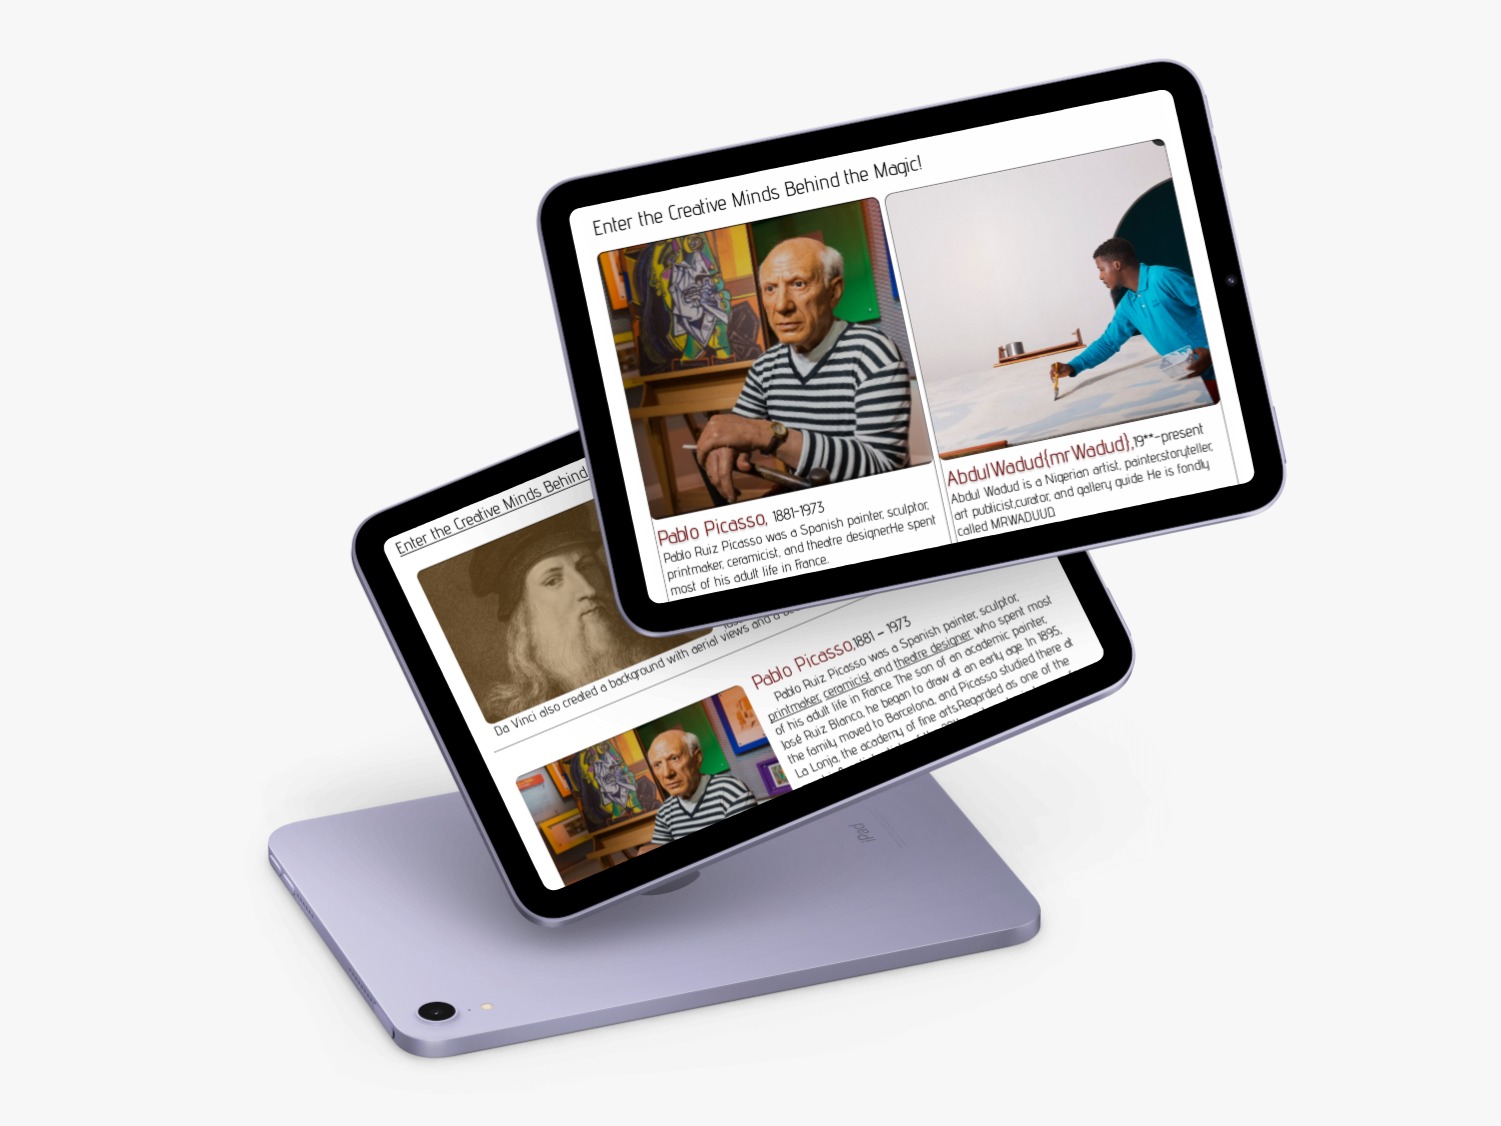 Enter the Creative Minds Behind the Magic!
Pablo Picasso, 1881-1973
Pablo Ruiz Picasso was a Spanish painter, sculptor,
printmaker, ceramicist, and theatre designer.He spent
most of his adult life in France.
AbdulWadud{mrWadud},19**-present
Abdul Wadud is a Nigerian artist, painter,storyteller,
art publicist,curator, and gallery guide He is fondly
called MRWADUUD.
Enter the Creative Minds Behind
Da Vinci also created a background with aerial views and a
Pablo Picasso,1881 – 1973
Pablo Ruiz Picasso was a Spanish painter, sculptor,
printmaker, ceramicist and theatre designer who spent most
of his adult life in France The son of an academic painter,
José Ruiz Blanco, he began to draw at an early age. In 1895,
the family moved to Barcelona, and Picasso studied there at
La Lonja, the academy of fine arts.Regarded as one of the
iPad